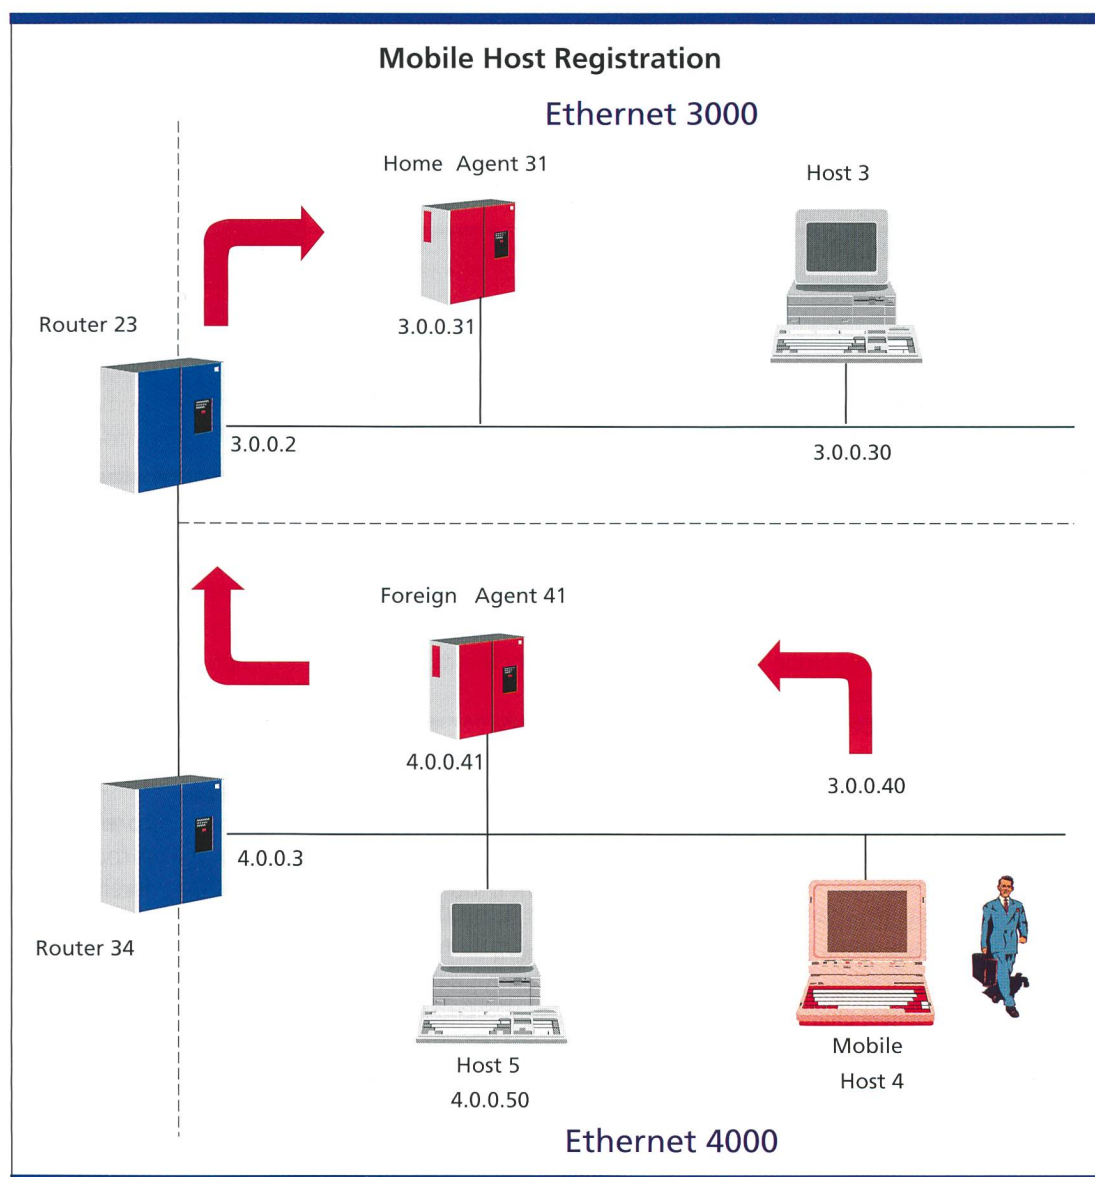 Mobile Host Registration
Ethernet 3000
Home Agent 31
Host 3
3.0.0.31
Router 23
3.0.0.2
3.0.0.30
Foreign Agent 41
4.0.0.41
3.0.0.40
4.0.0.3
Router 34
Host 5
4.0.0.50
Mobile
Host 4
Ethernet 4000